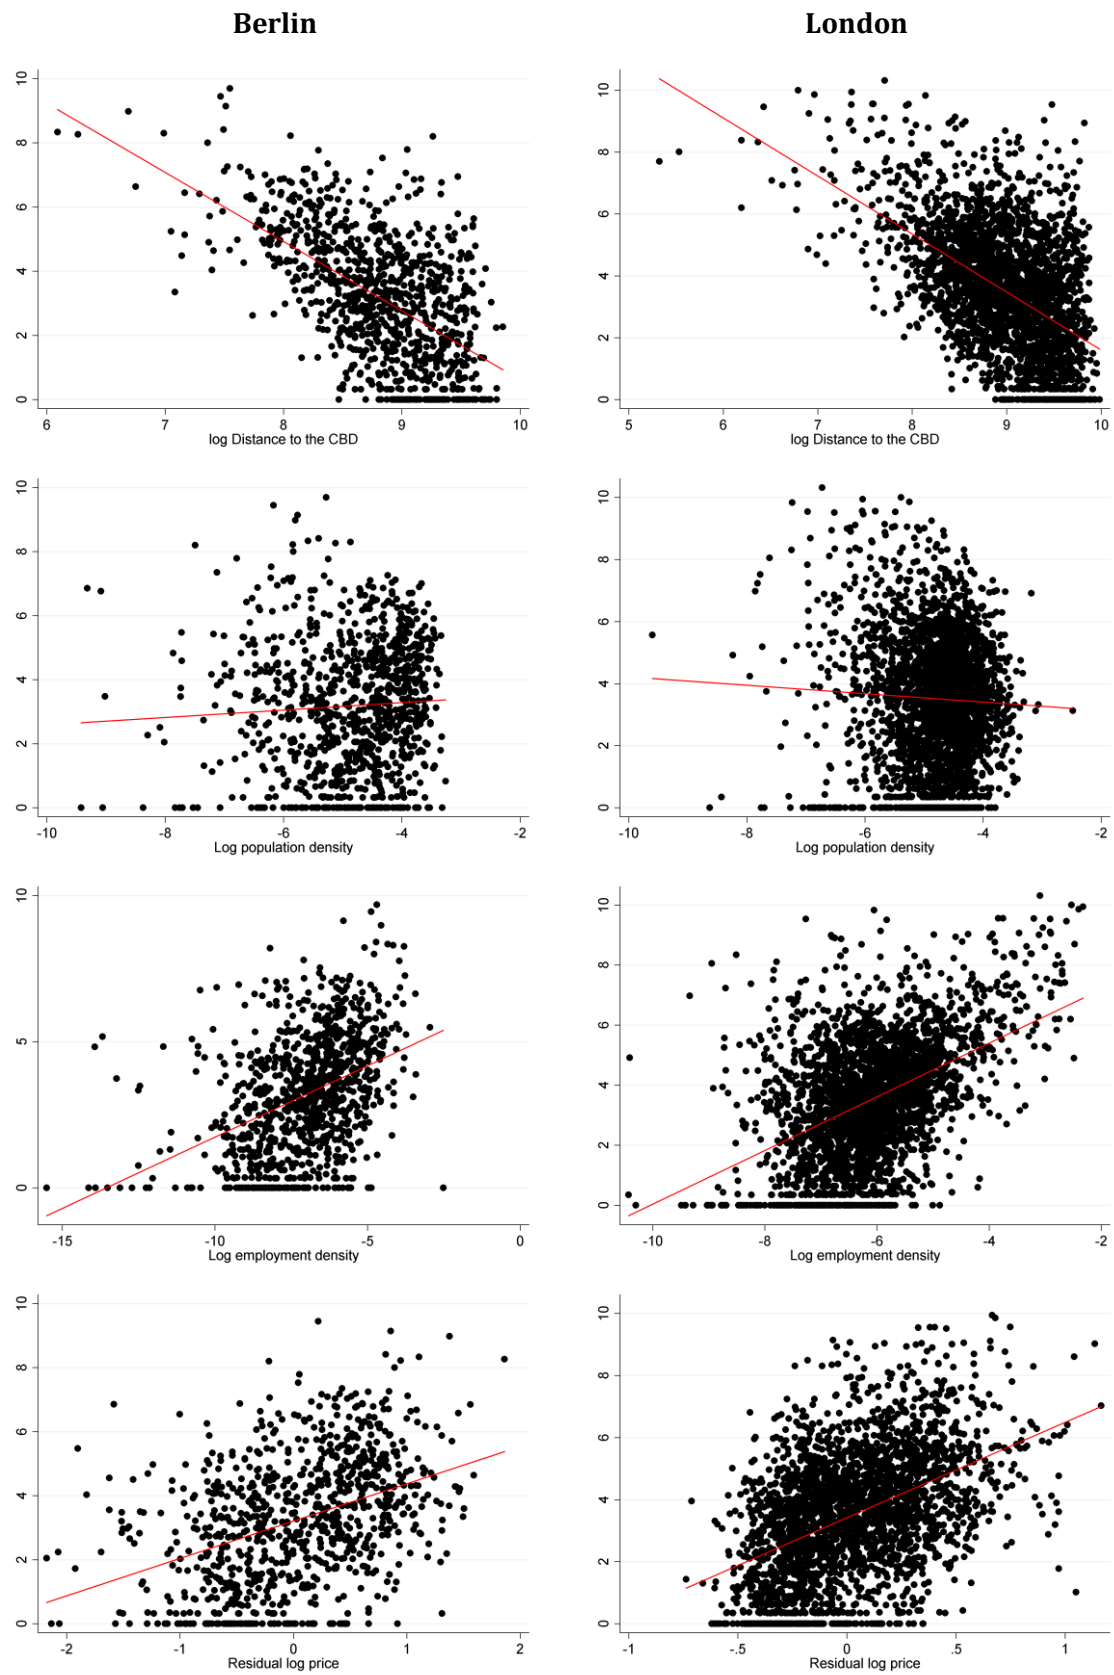 Berlin London
10
8
6
4
2
0
6 7 8 9 10
log Distance to the CBD
10
8
6
4
2
0
5 6 7 8 9 10
log Distance to the CBD
10
8
6
4
2
0
-10 -8 -6 -4 -2
Log population density
10
8
6
4
2
0
-10 -8 -6 -4 -2
Log population density
10
5
0
-15 -10 -5 0
Log employment density
10
8
6
4
2
0
-10 -8 -6 -4 -2
Log employment density
10
8
6
4
2
0
-2 -1 0 1 2
Residual log price
10
8
6
4
2
0
-1 -.5 0 .5 1
Residual log price